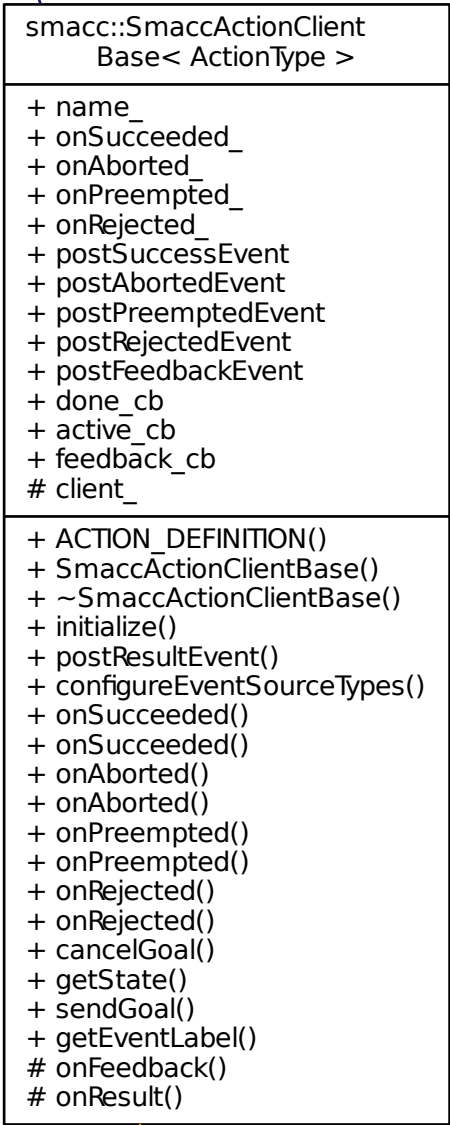 smacc::SmaccActionClient
Base< ActionType >
+ name_
+ onSucceeded_
+ onAborted_
+ onPreempted_
+ onRejected_
+ postSuccessEvent
+ postAbortedEvent
+ postPreemptedEvent
+ postRejectedEvent
+ postFeedbackEvent
+ done_cb
+ active_cb
+ feedback_cb
# client_
+ ACTION_DEFINITION()
+ SmaccActionClientBase()
+ ~SmaccActionClientBase()
+ initialize()
+ postResultEvent()
+ configureEventSourceTypes()
+ onSucceeded()
+ onSucceeded()
+ onAborted()
+ onAborted()
+ onPreempted()
+ onPreempted()
+ onRejected()
+ onRejected()
+ cancelGoal()
+ getState()
+ sendGoal()
+ getEventLabel()
# onFeedback()
# onResult()